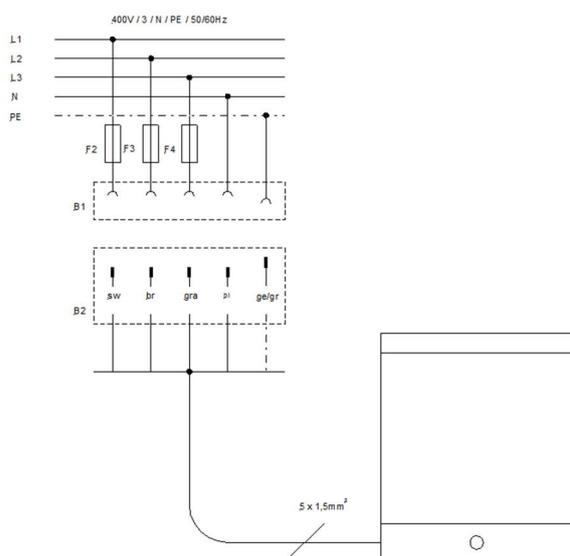 400V / 3 / N / PE / 50/60Hz
L1
L2
L3
N
PE
F2 F3 F4
B1
sw br gra bl ge/gr
B2
5 x 1,5mm²